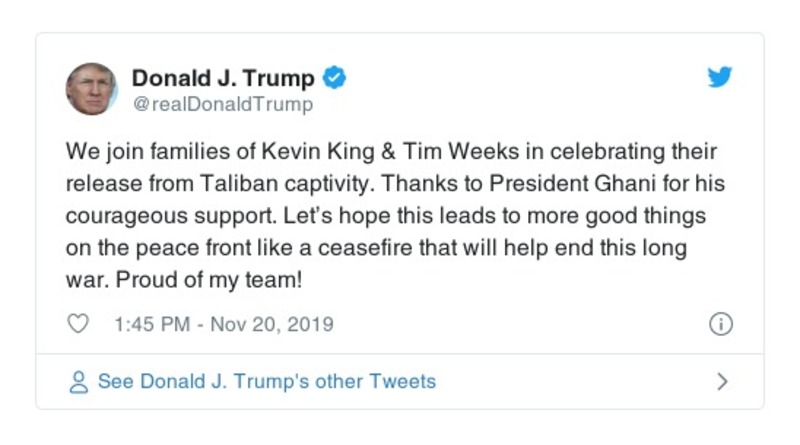 Donald J. Trump
@realDonaldTrump
We join families of Kevin King & Tim Weeks in celebrating their
release from Taliban captivity. Thanks to President Ghani for his
courageous support. Let’s hope this leads to more good things
on the peace front like a ceasefire that will help end this long
war. Proud of my team!
1:45 PM - Nov 20, 2019
See Donald J. Trump's other Tweets